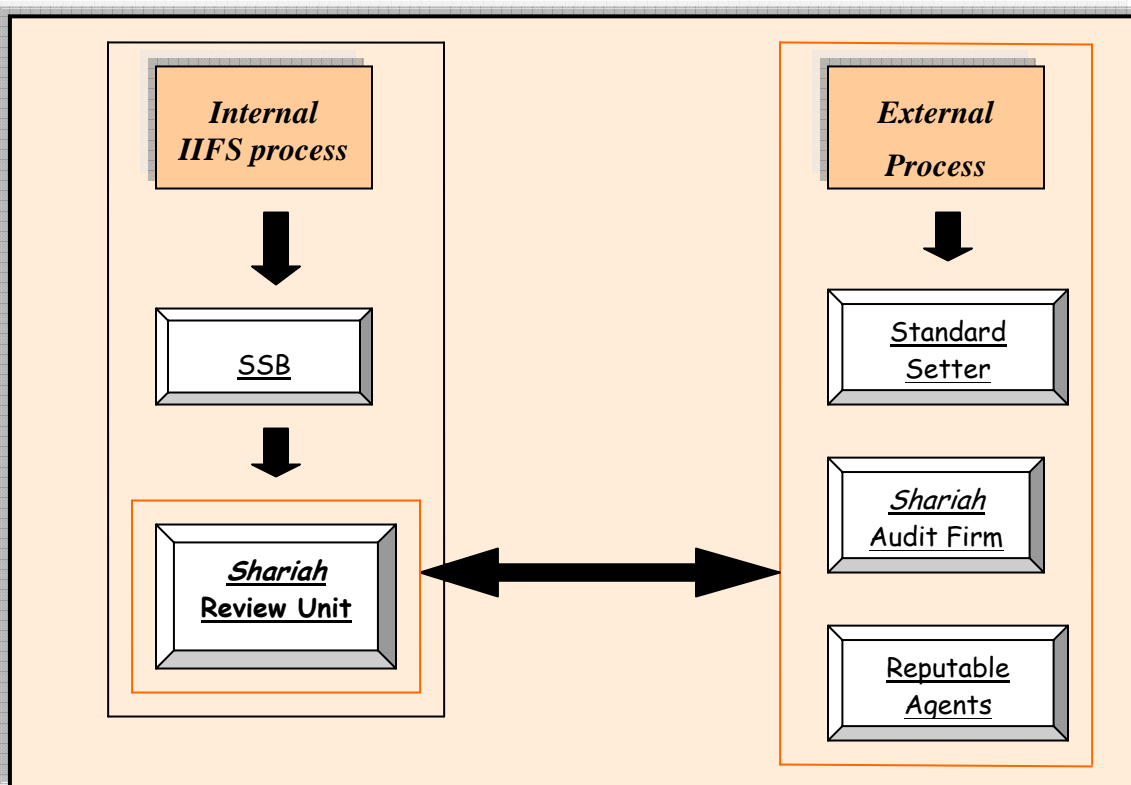 Internal
IIFS process
SSB
Shariah
Review Unit
External
Process
Standard
Setter
Shariah
Audit Firm
Reputable
Agents